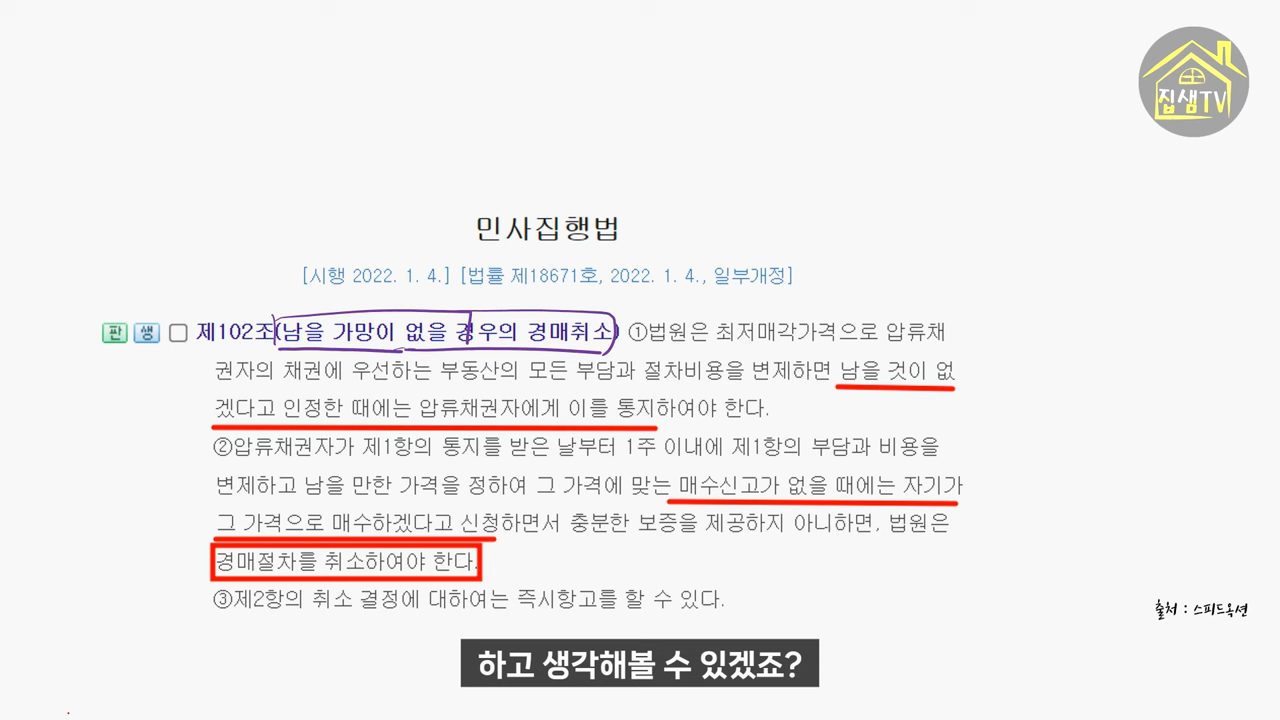 집샘TV
민사집행법
[시행 2022. 1. 4.] [법률 제18671호, 2022. 1. 4., 일부개정]
판 생 제102조(남을 가망이 없을 경우의 경매취소) ①법원은 최저매각가격으로 압류채
권자의 채권에 우선하는 부동산의 모든 부담과 절차비용을 변제하면 남을 것이 없
겠다고 인정한 때에는 압류채권자에게 이를 통지하여야 한다.
②압류채권자가 제1항의 통지를 받은 날부터 1주 이내에 제1항의 부담과 비용을
변제하고 남을 만한 가격을 정하여 그 가격에 맞는 매수신고가 없을 때에는 자기가
그 가격으로 매수하겠다고 신청하면서 충분한 보증을 제공하지 아니하면, 법원은
경매절차를 취소하여야 한다.
③제2항의 취소 결정에 대하여는 즉시항고를 할 수 있다.
출처 : 스피드옥션
하고 생각해볼 수 있겠죠?